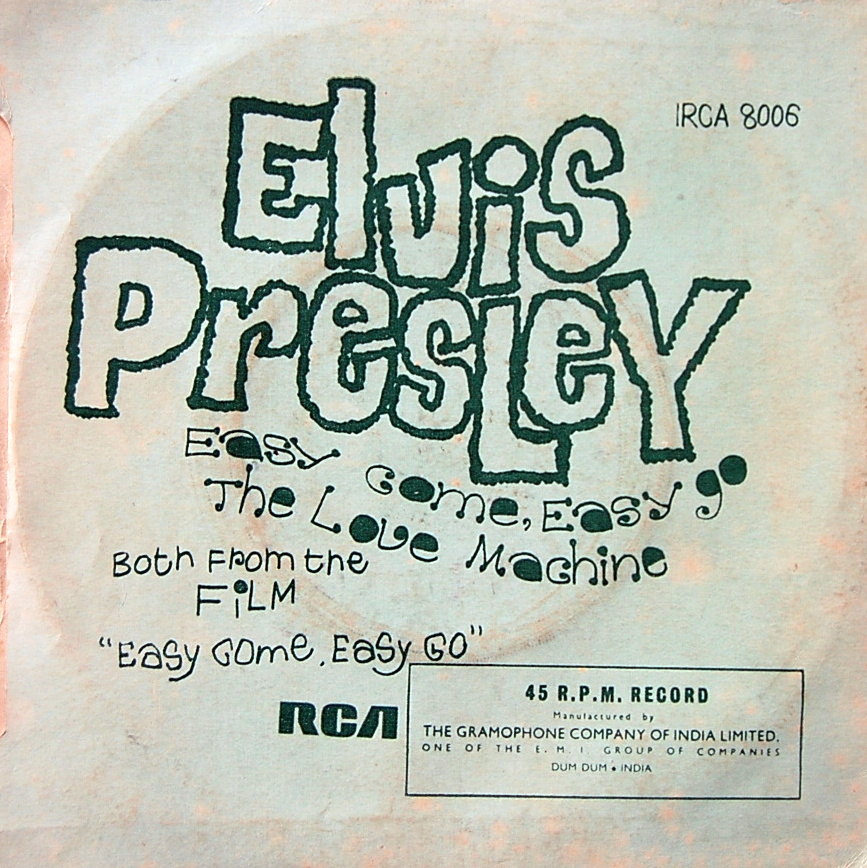 IRCA 8006
Elvis
Presley
Easy Come, Easy go
The Love Machine
Both From the
FiLM
"Easy Come, Easy Go"
RCA
45 R.P.M. RECORD
Manufactured by
THE GRAMOPHONE COMPANY OF INDIA LIMITED.
ONE OF THE E.M.I. GROUP OF COMPANIES
DUM DUM • INDIA